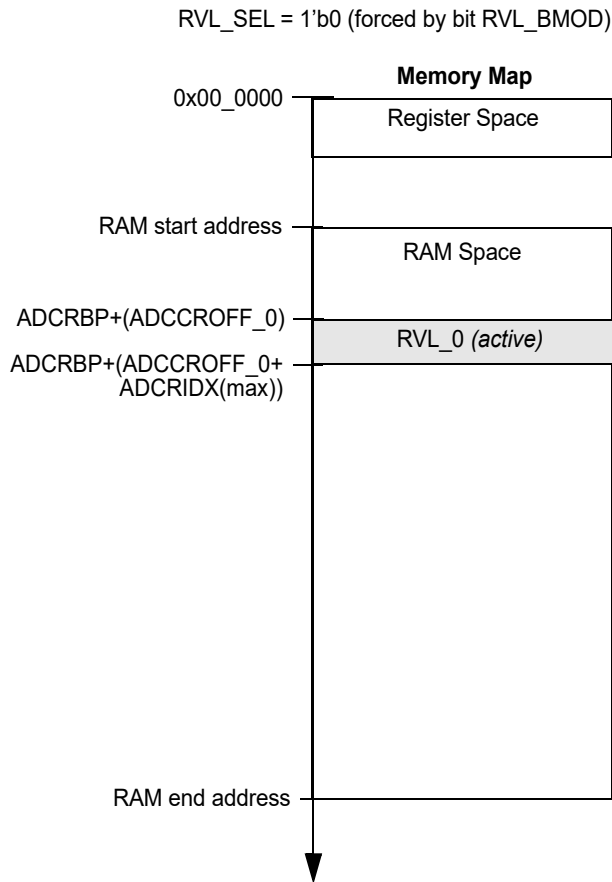 RVL_SEL = 1’b0 (forced by bit RVL_BMOD)
Memory Map
0x00_0000
Register Space
RAM start address
RAM Space
ADCRBP+(ADCCROFF_0)
RVL_0 (active)
ADCRBP+(ADCCROFF_0+
ADCRIDX(max))
RAM end address